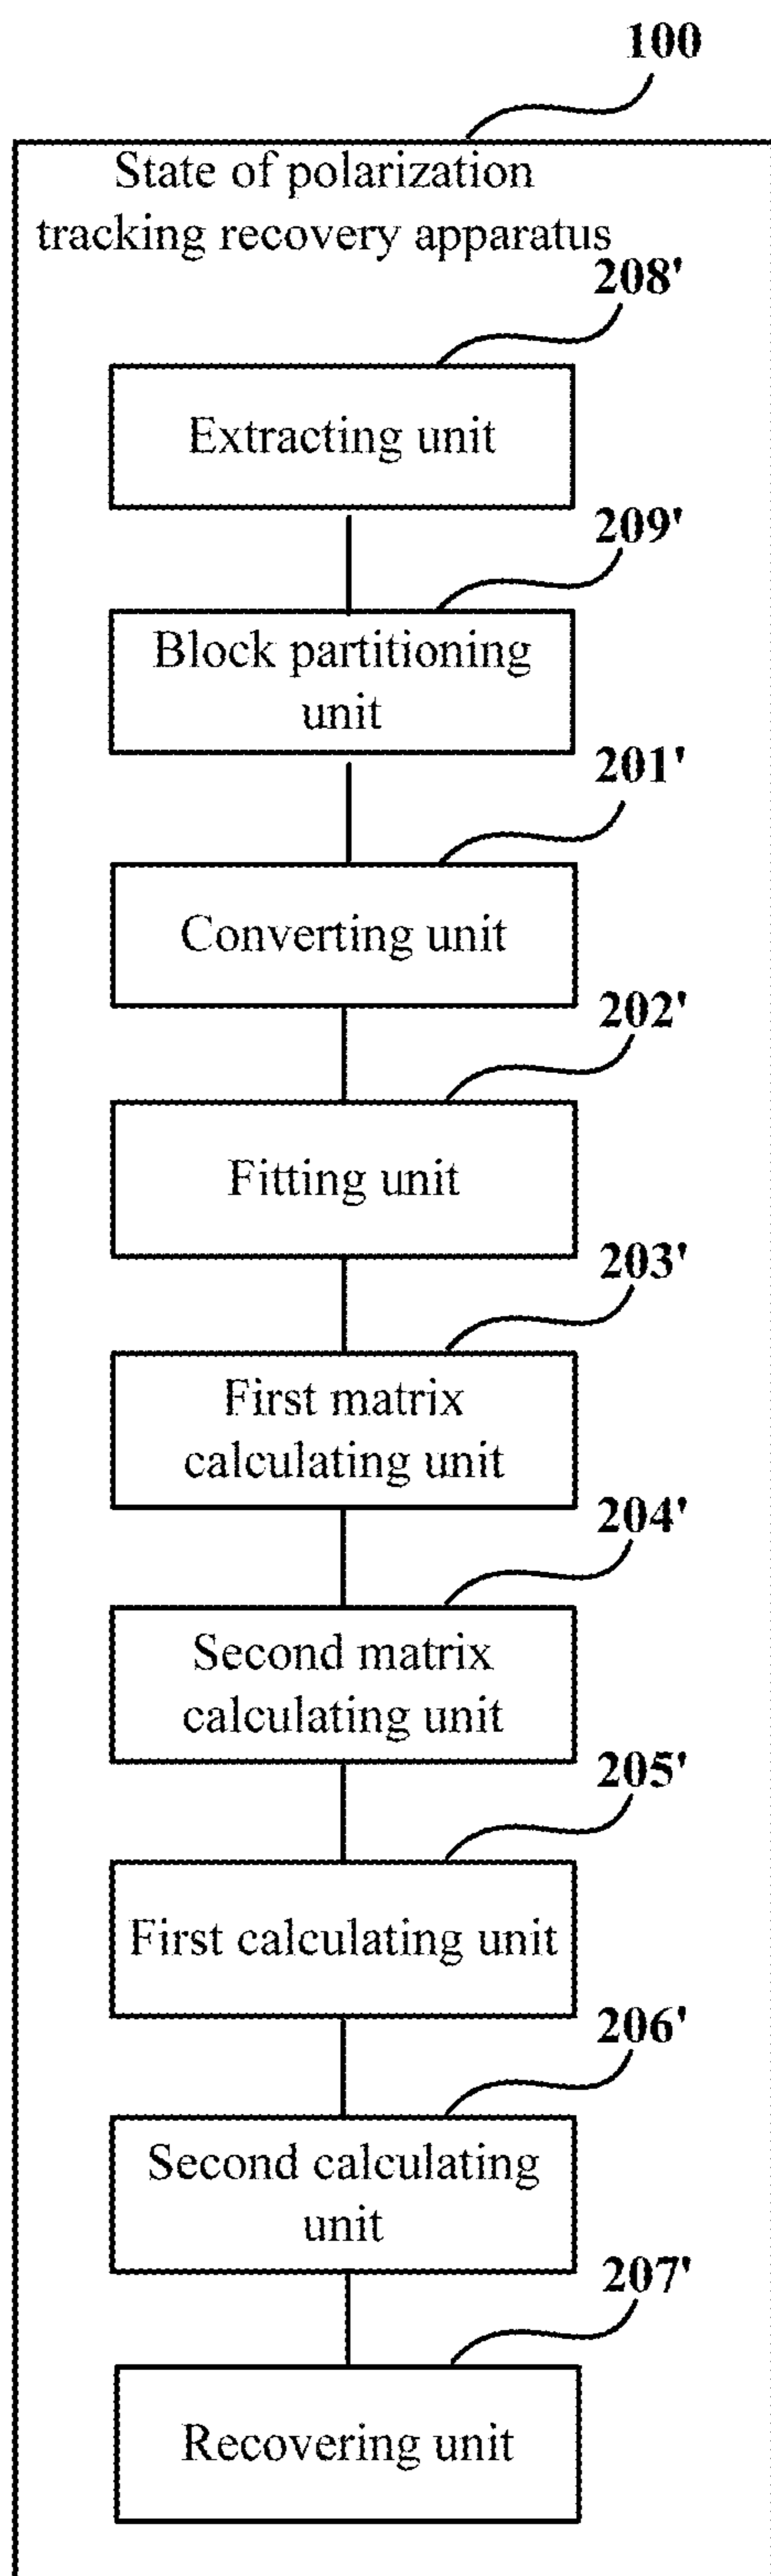 100
State of polarization
tracking recovery apparatus
208'
Extracting unit
209'
Block partitioning
unit
201'
Converting unit
202'
Fitting unit
203'
First matrix
calculating unit
204'
Second matrix
calculating unit
205'
First calculating unit
206'
Second calculating
unit
207'
Recovering unit